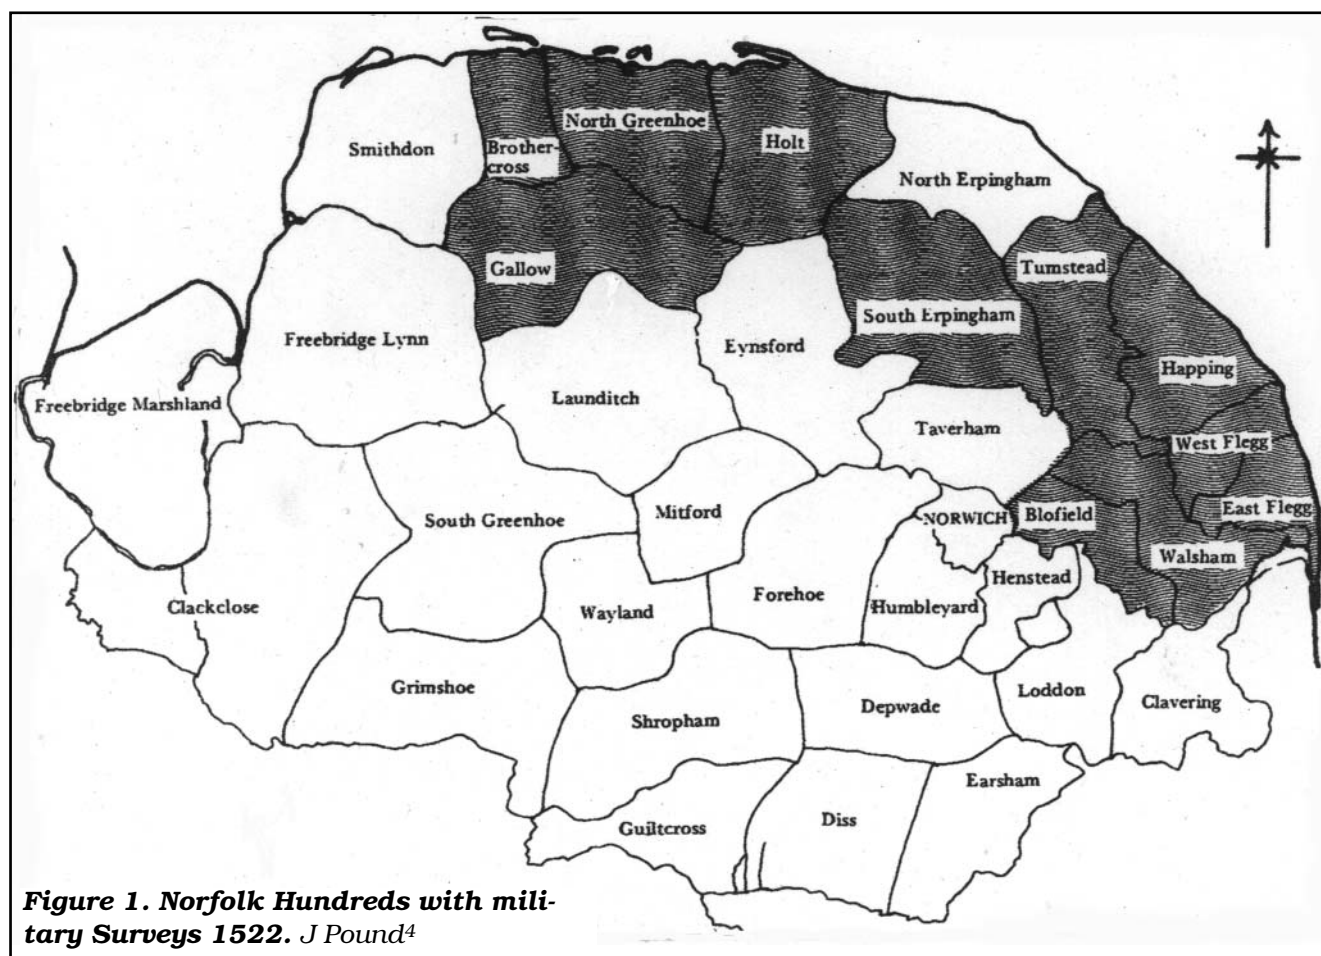 Smithdon
Brother-
cross
North Greenhoe
Holt
North Erpingham
Gallow
Tumstead
South Erpingham
Freebridge Lynn
Eynsford
Happing
Freebridge Marshland
Launditch
Taverham
West Flegg
South Greenhoe
Mitford
NORWICH
Blofield
East Flegg
Walsham
Henstead
Clackclose
Wayland
Forehoe
Humbleyard
Grimshoe
Shropham
Depwade
Loddon
Clavering
Earsham
Guiltcross
Diss
Figure 1. Norfolk Hundreds with mili-
tary Surveys 1522. J Pound4